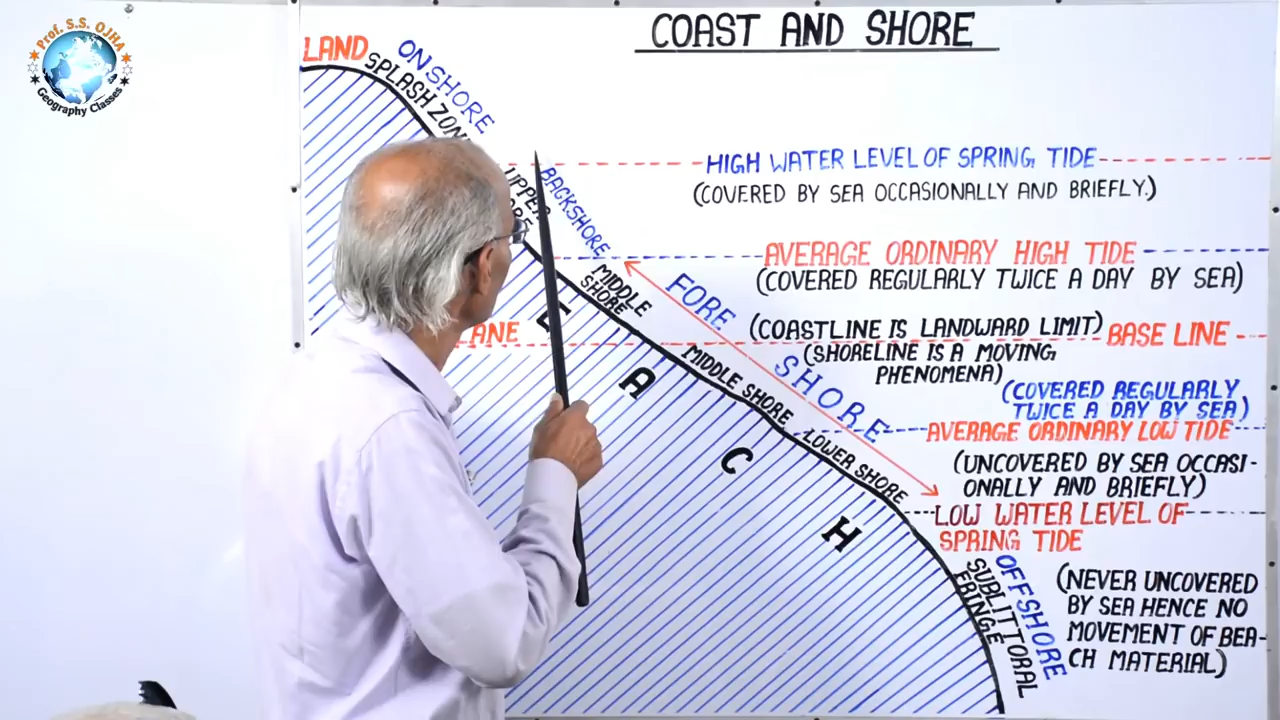 Prof. S.S. OJHA
Geography Classes
COAST AND SHORE
LAND
ONSHORE
SPLASH ZON
HIGH WATER LEVEL OF SPRING TIDE
(COVERED BY SEA OCCASIONALLY AND BRIEFLY.)
UPPER
BACKSHORE
AVERAGE ORDINARY HIGH TIDE
(COVERED REGULARLY TWICE A DAY BY SEA)
MIDDLE
SHORE
FORE
SHORE
(COASTLINE IS LANDWARD LIMIT)
BASE LINE
LANE
(SHORELINE IS A MOVING
PHENOMENA)
MIDDLE SHORE
(COVERED REGULARLY
TWICE A DAY BY SEA)
AVERAGE ORDINARY LOW TIDE
LOWER SHORE
(UNCOVERED BY SEA OCCASI-
ONALLY AND BRIEFLY)
A
C
H
LOW WATER LEVEL OF
SPRING TIDE
OFFSHORE
SUBLITTORAL
FRINGE
(NEVER UNCOVERED
BY SEA HENCE NO
MOVEMENT OF BEA-
CH MATERIAL)